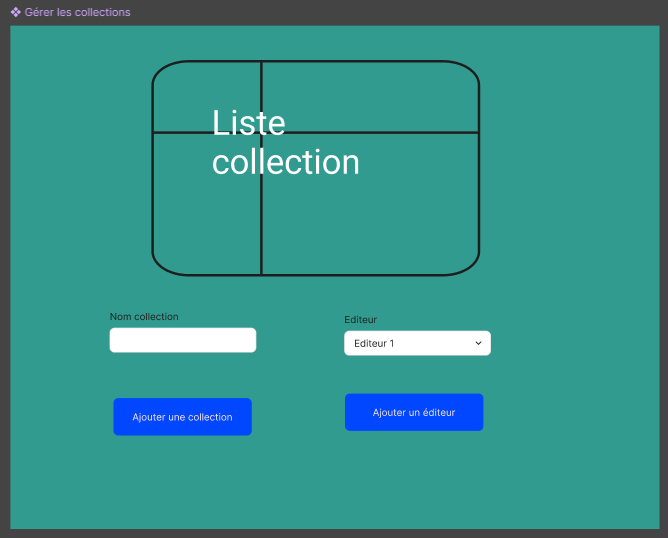 Gérer les collections
Liste
collection
Nom collection
Editeur
Editeur 1
Ajouter une collection
Ajouter un éditeur